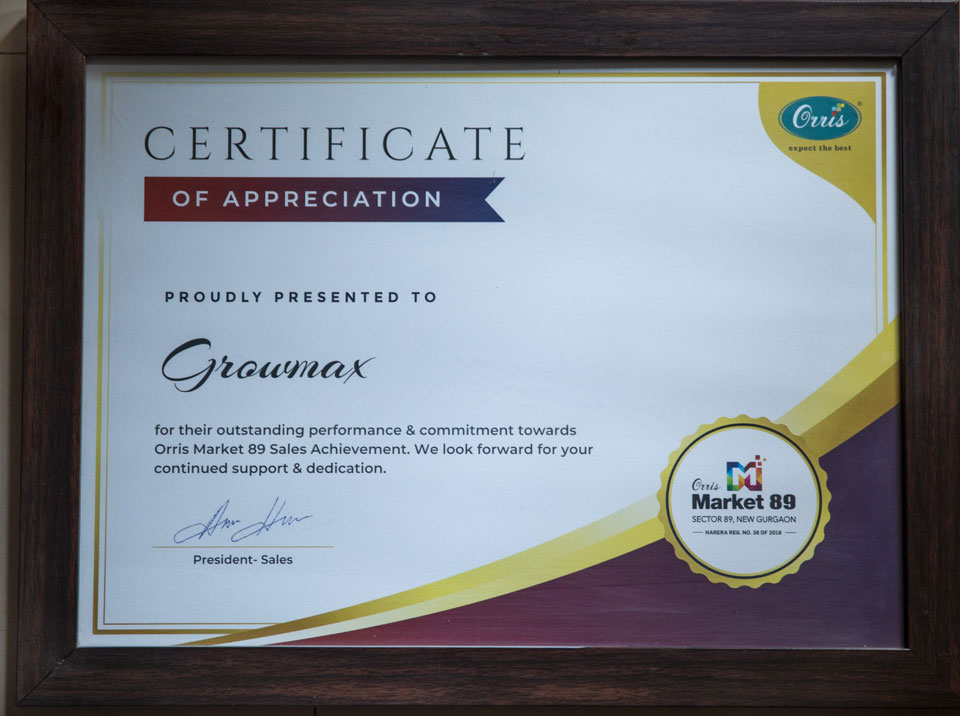 CERTIFICATE
OF APPRECIATION
Orris
expect the best
PROUDLY PRESENTED TO
Growmax
for their outstanding performance & commitment towards
Orris Market 89 Sales Achievement. We look forward for your
continued support & dedication.
President- Sales
Orris
Market 89
SECTOR 89, NEW GURGAON
HARERA REG. NO. 38 OF 2018